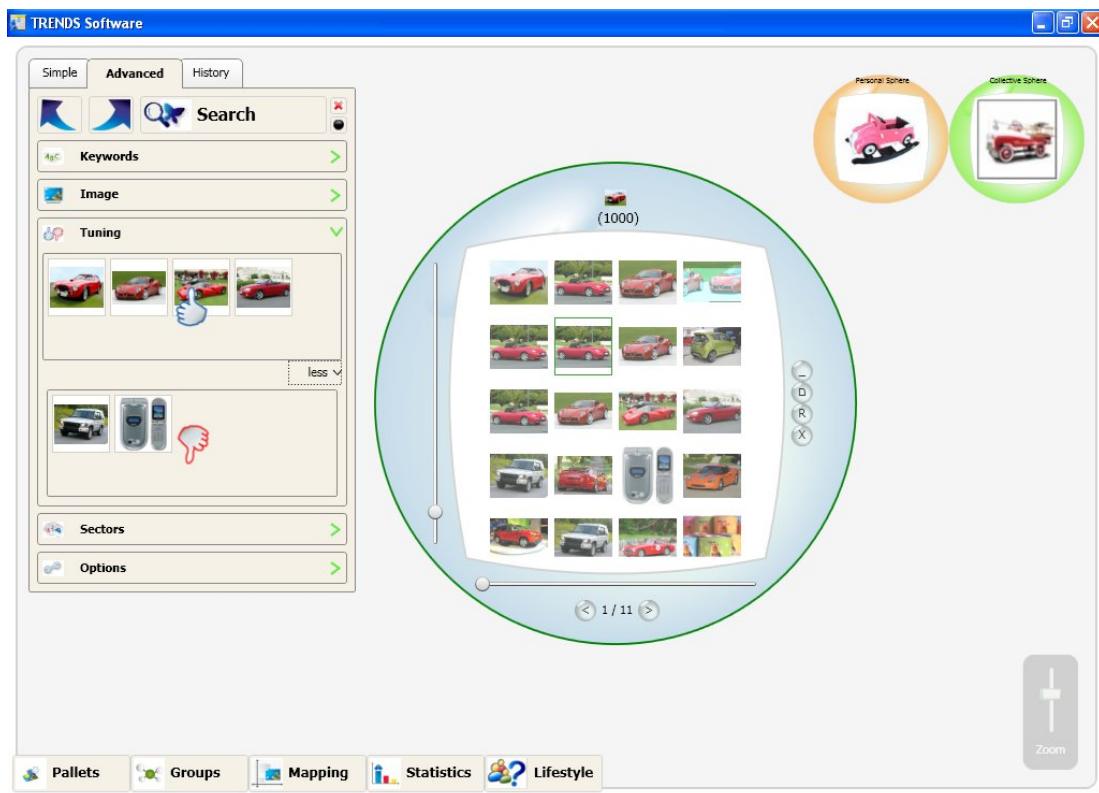 TRENDS Software
Simple
Advanced
History
Search
AgC
Keywords
Image
Tuning
less
Sectors
Options
Personal Sphere
Collective Sphere
(1000)
_
D
R
X
< 1 / 11 >
Zoom
Pallets
Groups
Mapping
Statistics
Lifestyle